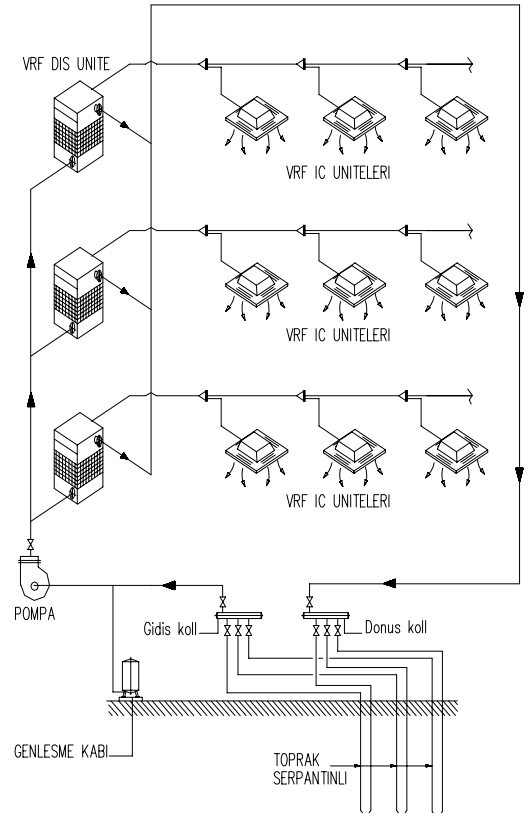 VRF DIS UNITE
VRF IC UNITELERI
VRF IC UNITELERI
VRF IC UNITELERI
POMPA
Gidis koll
Donus koll
GENLESME KABI
TOPRAK
SERPANTINLI